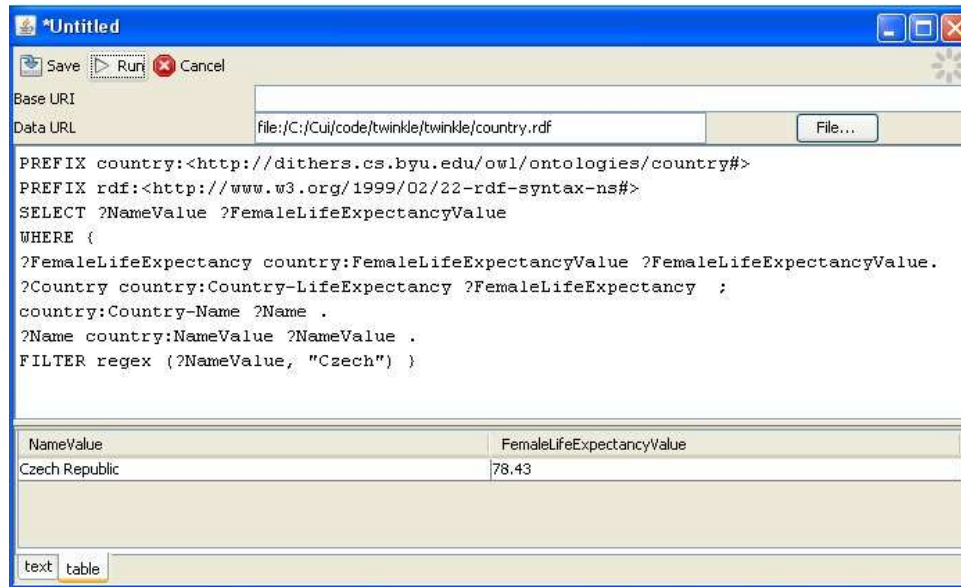 *Untitled
Save Run Cancel
Base URI
Data URL file:/C:/Cui/code/twinkle/twinkle/country.rdf File...
PREFIX country:<http://dithers.cs.byu.edu/owl/ontologies/country#>
PREFIX rdf:<http://www.w3.org/1999/02/22-rdf-syntax-ns#>
SELECT ?NameValue ?FemaleLifeExpectancyValue
WHERE {
?FemaleLifeExpectancy country:FemaleLifeExpectancyValue ?FemaleLifeExpectancyValue.
?Country country:Country-LifeExpectancy ?FemaleLifeExpectancy ;
country:Country-Name ?Name .
?Name country:NameValue ?NameValue .
FILTER regex (?NameValue, "Czech") }
NameValue FemaleLifeExpectancyValue
Czech Republic 78.43
text table